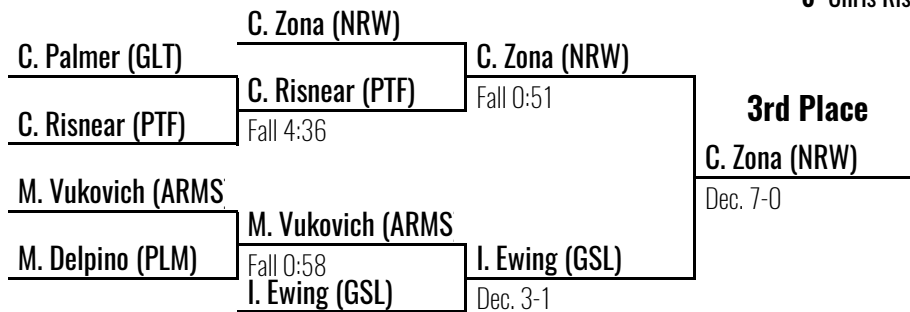 C. Zona (NRW)
C. Palmer (GLT)
C. Zona (NRW)
C. Risnear (PTF)
Fall 0:51
3rd Place
C. Risnear (PTF)
Fall 4:36
C. Zona (NRW)
M. Vukovich (ARMS)
Dec. 7-0
M. Vukovich (ARMS
M. Delpino (PLM)
Fall 0:58
I. Ewing (GSL)
I. Ewing (GSL)
Dec. 3-1